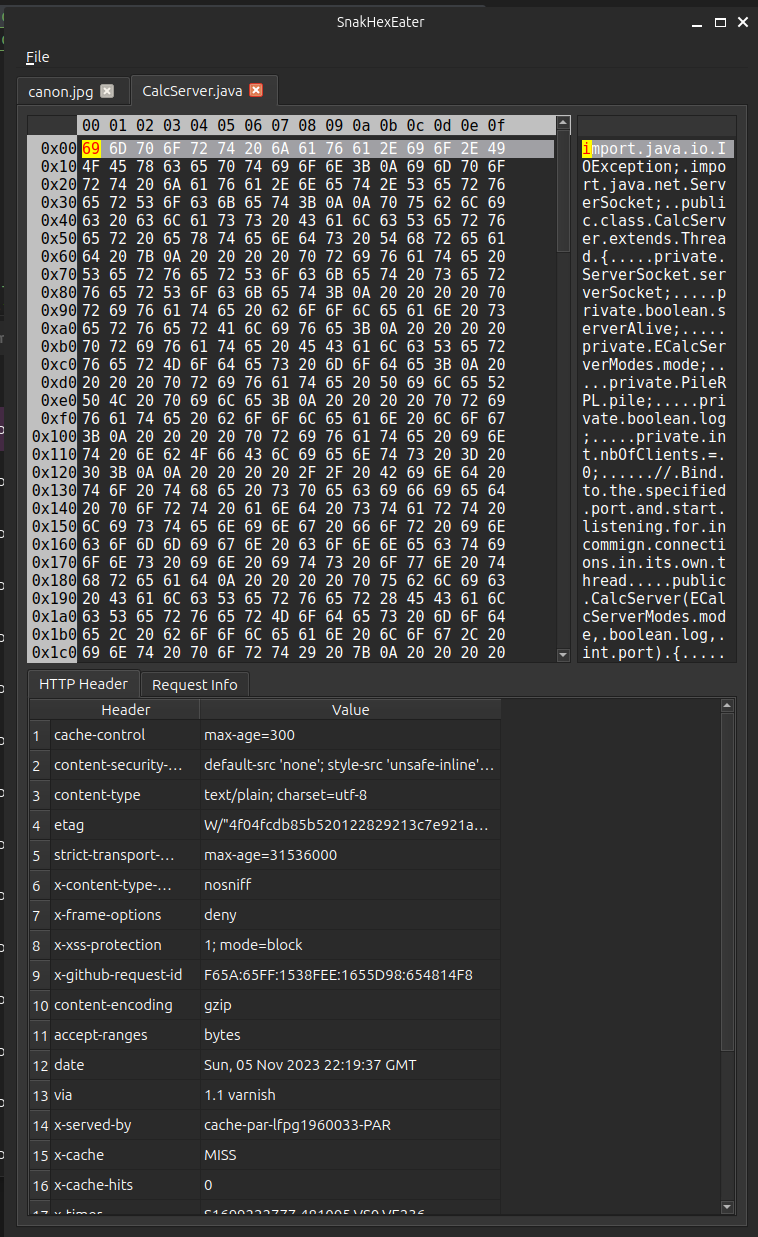 SnakHexEater
File
canon.jpg CalcServer.java
00 01 02 03 04 05 06 07 08 09 0a 0b 0c 0d 0e 0f
0x00 69 6D 70 6F 72 74 20 6A 61 76 61 2E 69 6F 2E 49 import.java.io.I
0x10 4F 45 78 63 65 70 74 69 6F 6E 3B 0A 69 6D 70 6F OException;.impo
0x20 72 74 20 6A 61 76 61 2E 6E 65 74 2E 53 65 72 76 rt.java.net.Serv
0x30 65 72 53 6F 63 6B 65 74 3B 0A 0A 70 75 62 6C 69 erSocket;..publi
0x40 63 20 63 6C 61 73 73 20 43 61 6C 63 53 65 72 76 c.class.CalcServ
0x50 65 72 20 65 78 74 65 6E 64 73 20 54 68 72 65 61 er.extends.Threa
0x60 64 20 7B 0A 20 20 20 20 70 72 69 76 61 74 65 20 d.{.....private.
0x70 53 65 72 76 65 72 53 6F 63 6B 65 74 20 73 65 72 ServerSocket.ser
0x80 76 65 72 53 6F 63 6B 65 74 3B 0A 20 20 20 20 70 verSocket;.....p
0x90 72 69 76 61 74 65 20 62 6F 6F 6C 65 61 6E 20 73 rivate.boolean.s
0xa0 65 72 76 65 72 41 6C 69 76 65 3B 0A 20 20 20 20 erverAlive;.....
0xb0 70 72 69 76 61 74 65 20 45 43 61 6C 63 53 65 72 private.ECalcSer
0xc0 76 65 72 4D 6F 64 65 73 20 6D 6F 64 65 3B 0A 20 verModes.mode;..
0xd0 20 20 20 70 72 69 76 61 74 65 20 50 69 6C 65 52 ...private.PileR
0xe0 50 4C 20 70 69 6C 65 3B 0A 20 20 20 20 70 72 69 PL.pile;.....pri
0xf0 76 61 74 65 20 62 6F 6F 6C 65 61 6E 20 6C 6F 67 vate.boolean.log
0x100 3B 0A 20 20 20 20 70 72 69 76 61 74 65 20 69 6E ;.....private.in
0x110 74 20 6E 62 4F 66 43 6C 69 65 6E 74 73 20 3D 20 t.nbOfClients.=.
0x120 30 3B 0A 0A 20 20 20 20 2F 2F 20 42 69 6E 64 20 0;......//.Bind.
0x130 74 6F 20 74 68 65 20 73 70 65 63 69 66 69 65 64 to.the.specified
0x140 20 70 6F 72 74 20 61 6E 64 20 73 74 61 72 74 20 .port.and.start.
0x150 6C 69 73 74 65 6E 69 6E 67 20 66 6F 72 20 69 6E listening.for.in
0x160 63 6F 6D 6D 69 67 6E 20 63 6F 6E 6E 65 63 74 69 commign.connecti
0x170 6F 6E 73 20 69 6E 20 69 74 73 20 6F 77 6E 20 74 ons.in.its.own.t
0x180 68 72 65 61 64 0A 20 20 20 20 70 75 62 6C 69 63 hread.....public
0x190 20 43 61 6C 63 53 65 72 76 65 72 28 45 43 61 6C .CalcServer(ECal
0x1a0 63 53 65 72 76 65 72 4D 6F 64 65 73 20 6D 6F 64 cServerModes.mod
0x1b0 65 2C 20 62 6F 6F 6C 65 61 6E 20 6C 6F 67 2C 20 e,.boolean.log,.
0x1c0 69 6E 74 20 70 6F 72 74 29 20 7B 0A 20 20 20 20 int.port).{.....
HTTP Header Request Info
Header Value
1 cache-control max-age=300
2 content-security-… default-src 'none'; style-src 'unsafe-inline'…
3 content-type text/plain; charset=utf-8
4 etag W/"4f04fcdb85b520122829213c7e921a…
5 strict-transport-… max-age=31536000
6 x-content-type-… nosniff
7 x-frame-options deny
8 x-xss-protection 1; mode=block
9 x-github-request-id F65A:65FF:1538FEE:1655D98:654814F8
10 content-encoding gzip
11 accept-ranges bytes
12 date Sun, 05 Nov 2023 22:19:37 GMT
13 via 1.1 varnish
14 x-served-by cache-par-lfpg1960033-PAR
15 x-cache MISS
16 x-cache-hits 0